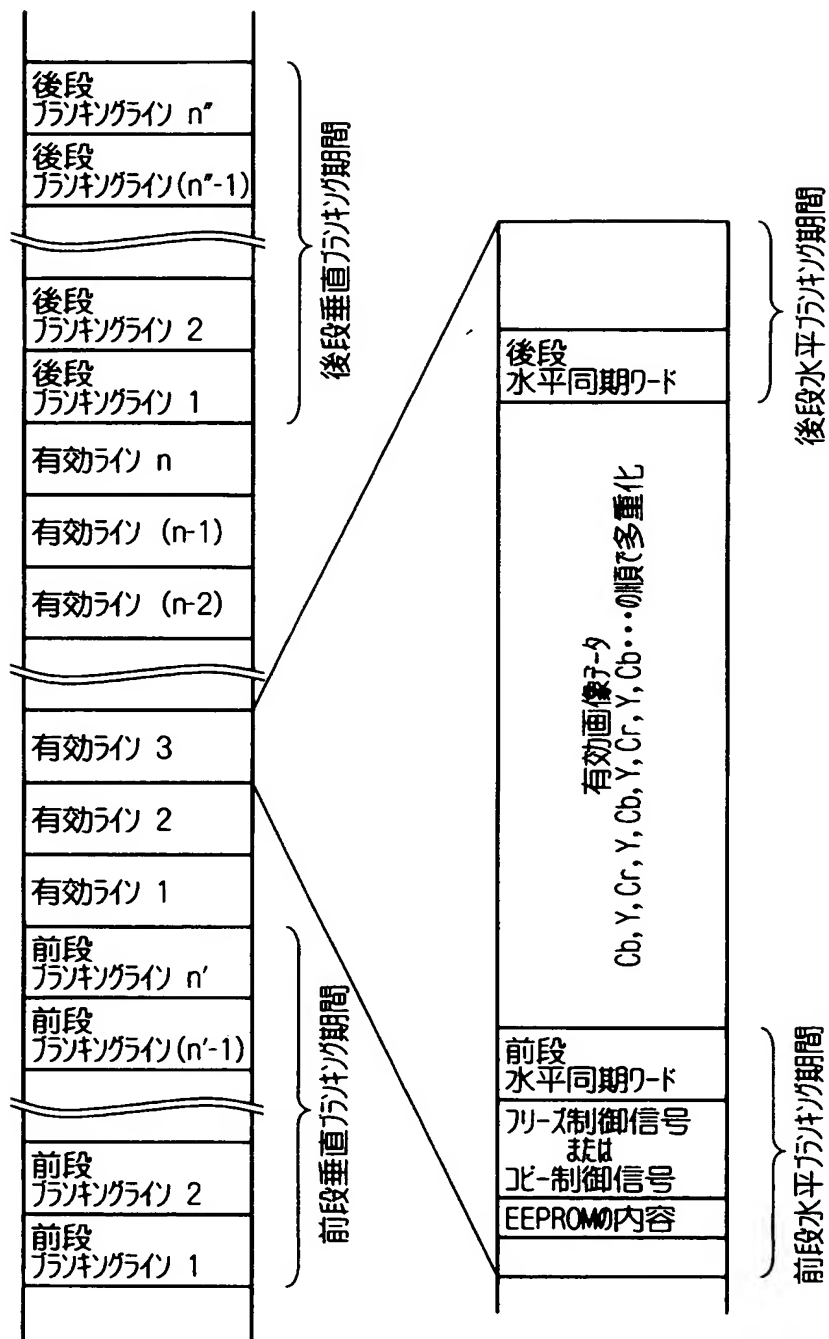 後段
ブランキングライン n"
後段
ブランキングライン(n"-1)
後段
ブランキングライン 2
後段
ブランキングライン 1
有効ライン n
有効ライン (n-1)
有効ライン (n-2)
有効ライン 3
有効ライン 2
有効ライン 1
前段
ブランキングライン n'
前段
ブランキングライン(n'-1)
前段
ブランキングライン 2
前段
ブランキングライン 1
後段垂直ブランキング期間
前段垂直ブランキング期間
後段
水平同期ワード
有効画像データ
Cb, Y, Cr, Y, Cb, Y, Cr, Y, Cb・・・の順で多重化
前段
水平同期ワード
フリーズ制御信号
または
コピー制御信号
EEPROMの内容
後段水平ブランキング期間
前段水平ブランキング期間